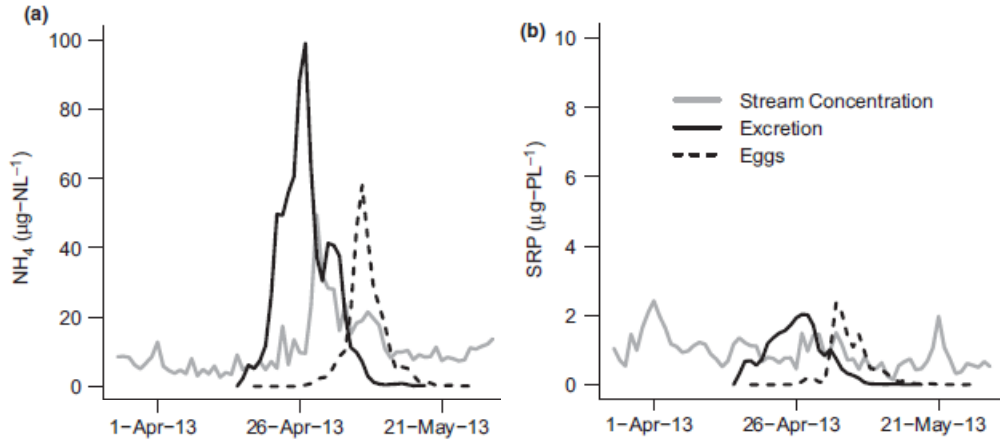 (a)
NH4 (μg−NL−1)
100
80
60
40
20
0
1−Apr−13 26−Apr−13 21−May−13
(b)
SRP (μg−PL−1)
10
8
6
4
2
0
Stream Concentration
Excretion
Eggs
1−Apr−13 26−Apr−13 21−May−13